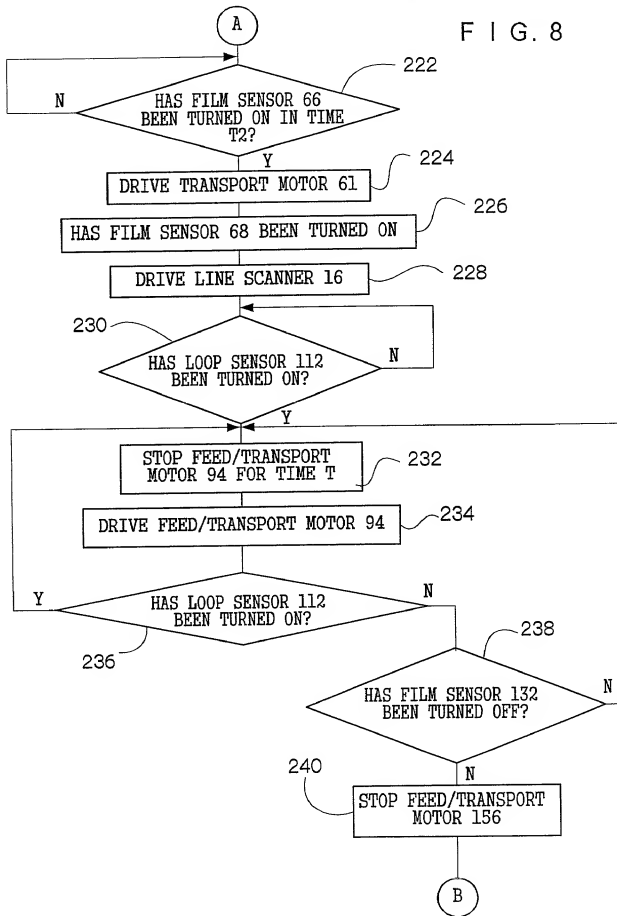 A
F I G. 8
222
N
HAS FILM SENSOR 66
BEEN TURNED ON IN TIME
T2?
Y
224
DRIVE TRANSPORT MOTOR 61
226
HAS FILM SENSOR 68 BEEN TURNED ON
DRIVE LINE SCANNER 16
228
230
HAS LOOP SENSOR 112
BEEN TURNED ON?
N
Y
STOP FEED/TRANSPORT
MOTOR 94 FOR TIME T
232
DRIVE FEED/TRANSPORT MOTOR 94
234
Y
HAS LOOP SENSOR 112
BEEN TURNED ON?
N
236
238
HAS FILM SENSOR 132
BEEN TURNED OFF?
N
N
240
STOP FEED/TRANSPORT
MOTOR 156
B